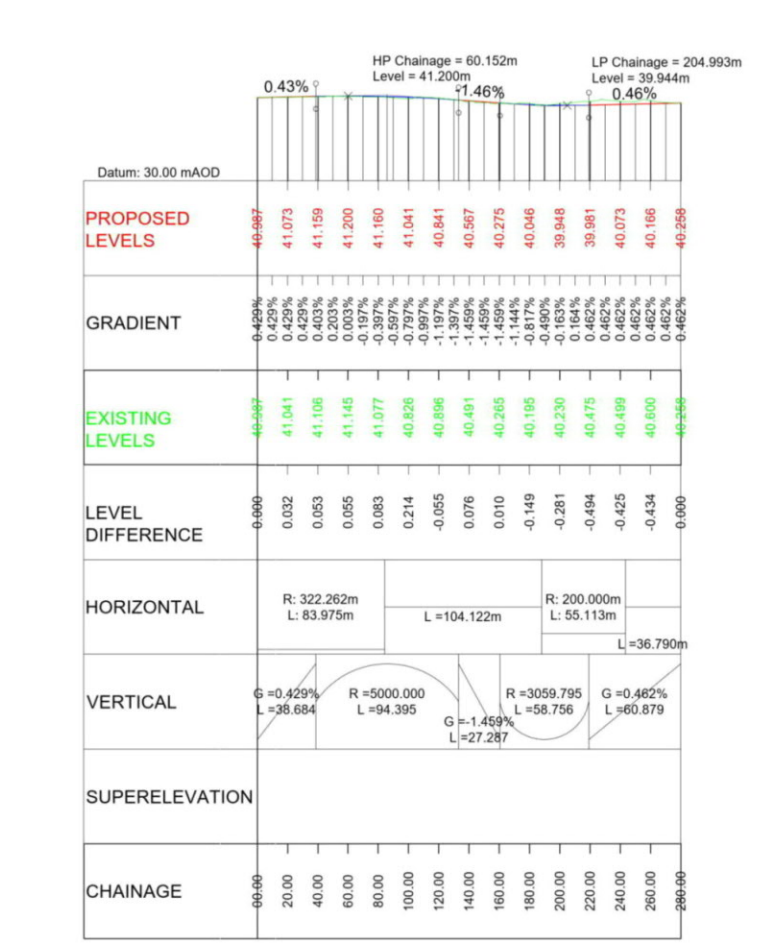 HP Chainage = 60.152m
Level = 41.200m
LP Chainage = 204.993m
Level = 39.944m
0.43%
-1.46%
0.46%
Datum: 30.00 mAOD
PROPOSED
LEVELS
40.987 41.073 41.159 41.200 41.160 41.041 40.841 40.567 40.275 40.046 39.948 39.981 40.073 40.166 40.258
GRADIENT
0.429% 0.429% 0.429% 0.429% 0.403% 0.203% 0.003% -0.197% -0.397% -0.597% -0.797% -0.997% -1.197% -1.397% -1.459% -1.459% -1.459% -1.144% -0.817% -0.490% -0.163% 0.164% 0.462% 0.462% 0.462% 0.462% 0.462% 0.462% 0.462%
EXISTING
LEVELS
40.987 41.041 41.106 41.145 41.077 40.826 40.896 40.491 40.265 40.195 40.230 40.475 40.499 40.600 40.258
LEVEL
DIFFERENCE
0.000 0.032 0.053 0.055 0.083 0.214 -0.055 0.076 0.010 -0.149 -0.281 -0.494 -0.425 -0.434 0.000
HORIZONTAL
R: 322.262m
L: 83.975m
L =104.122m
R: 200.000m
L: 55.113m
L =36.790m
VERTICAL
G =0.429%
L =38.684
R =5000.000
L =94.395
G =-1.459%
L =27.287
R =3059.795
L =58.756
G =0.462%
L =60.879
SUPERELEVATION
CHAINAGE
00.00 20.00 40.00 60.00 80.00 100.00 120.00 140.00 160.00 180.00 200.00 220.00 240.00 260.00 280.00